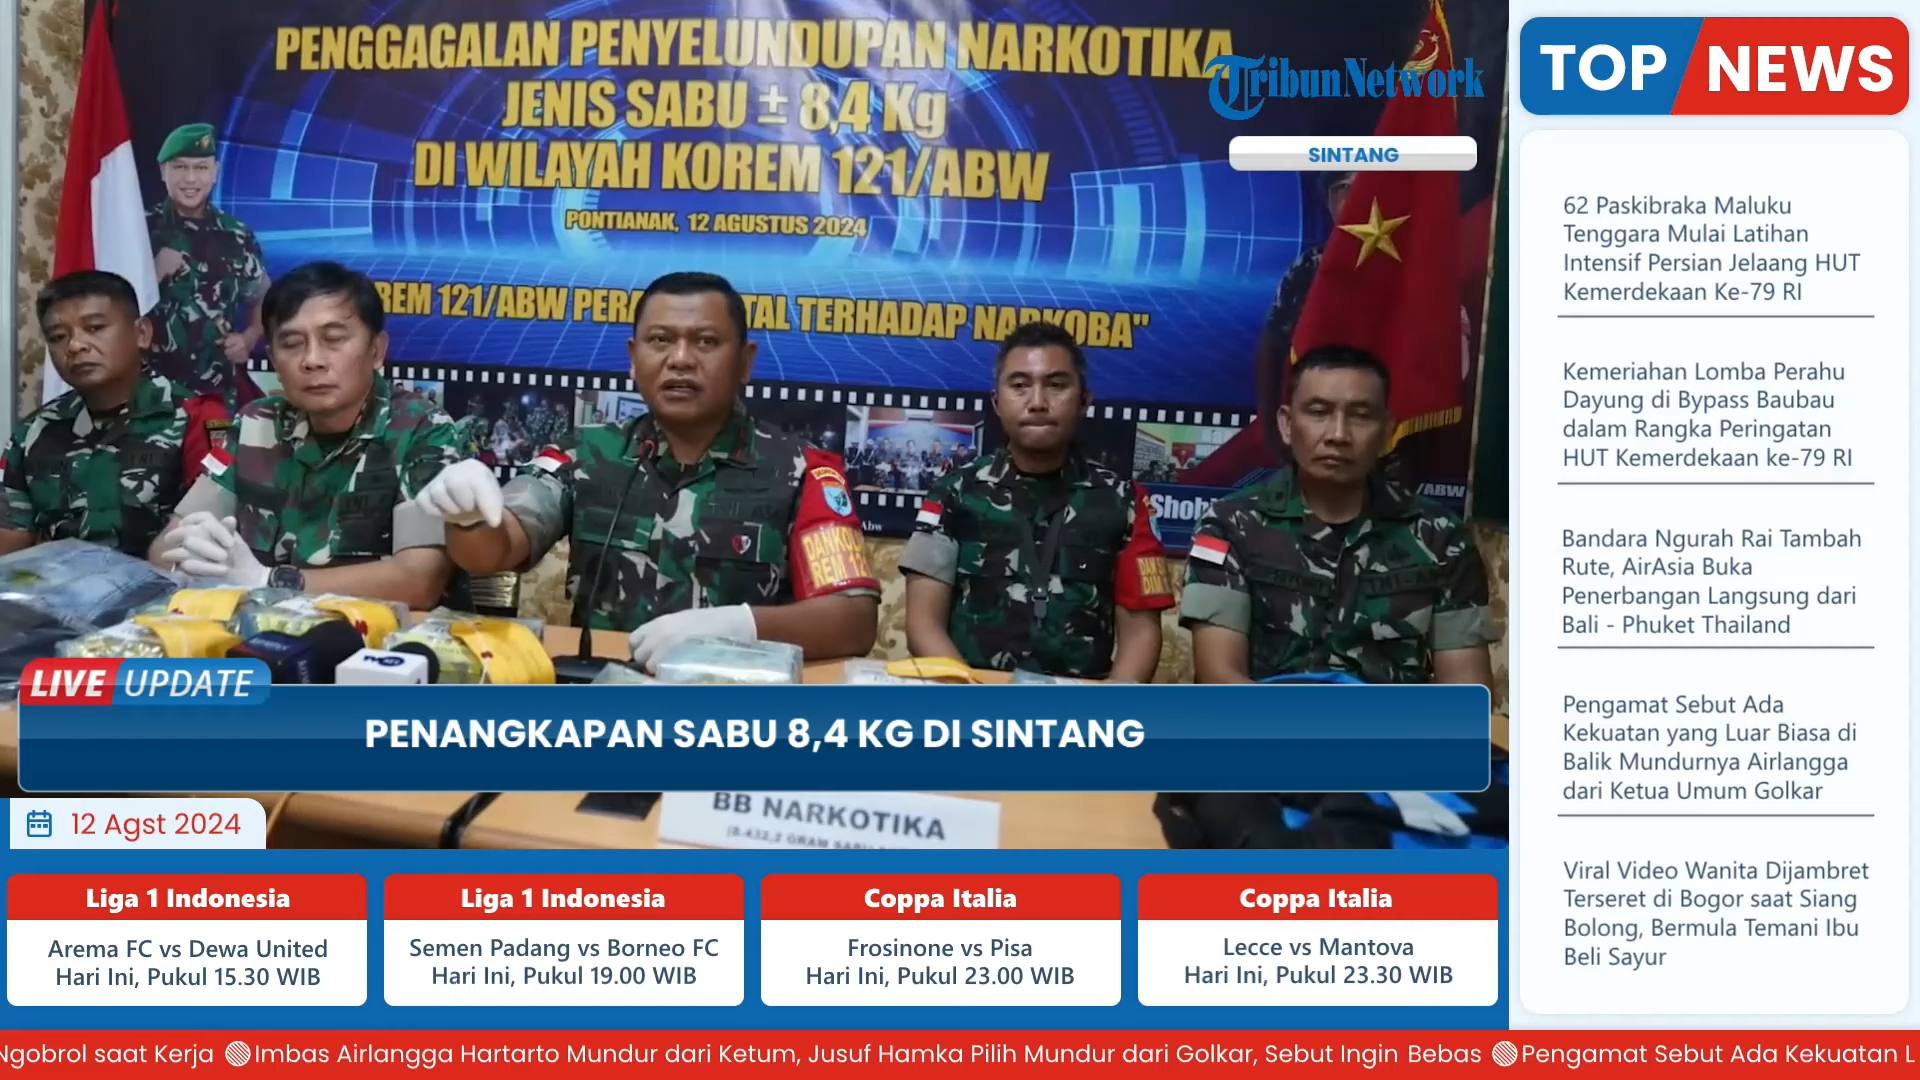 PENGGAGALAN PENYELUNDUPAN NARKOTIKA
JENIS SABU ± 8,4 Kg
DI WILAYAH KOREM 121/ABW
PONTIANAK, 12 AGUSTUS 2024
REM 121/ABW TERHADAP NARKOBA"
TribunNetwork
SINTANG
/ABW
Abw
LIVE UPDATE
PENANGKAPAN SABU 8,4 KG DI SINTANG
BB NARKOTIKA
12 Agst 2024
Liga 1 Indonesia
Arema FC vs Dewa United
Hari Ini, Pukul 15.30 WIB
Liga 1 Indonesia
Semen Padang vs Borneo FC
Hari Ini, Pukul 19.00 WIB
Coppa Italia
Frosinone vs Pisa
Hari Ini, Pukul 23.00 WIB
Coppa Italia
Lecce vs Mantova
Hari Ini, Pukul 23.30 WIB
TOP NEWS
62 Paskibraka Maluku
Tenggara Mulai Latihan
Intensif Persian Jelaang HUT
Kemerdekaan Ke-79 RI
Kemeriahan Lomba Perahu
Dayung di Bypass Baubau
dalam Rangka Peringatan
HUT Kemerdekaan ke-79 RI
Bandara Ngurah Rai Tambah
Rute, AirAsia Buka
Penerbangan Langsung dari
Bali - Phuket Thailand
Pengamat Sebut Ada
Kekuatan yang Luar Biasa di
Balik Mundurnya Airlangga
dari Ketua Umum Golkar
Viral Video Wanita Dijambret
Terseret di Bogor saat Siang
Bolong, Bermula Temani Ibu
Beli Sayur
Ngobrol saat Kerja Imbas Airlangga Hartarto Mundur dari Ketum, Jusuf Hamka Pilih Mundur dari Golkar, Sebut Ingin Bebas Pengamat Sebut Ada Kekuatan L